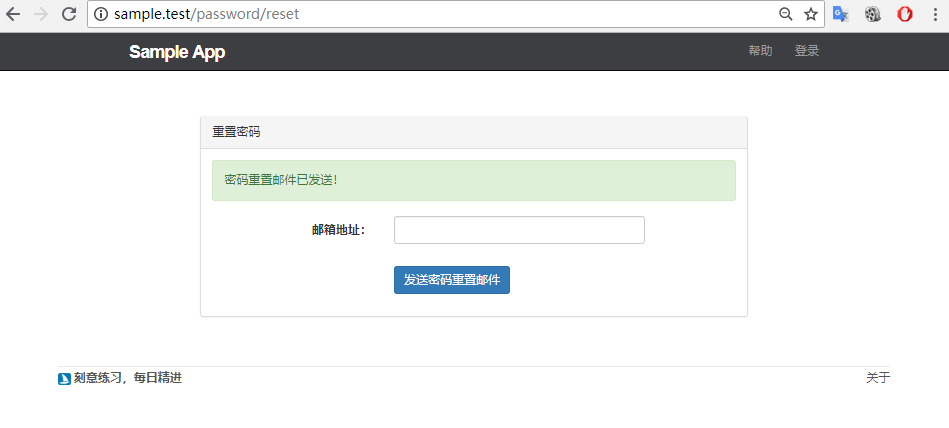 sample.test/password/reset
Sample App
帮助
登录
重置密码
密码重置邮件已发送！
邮箱地址：
发送密码重置邮件
刻意练习，每日精进
关于